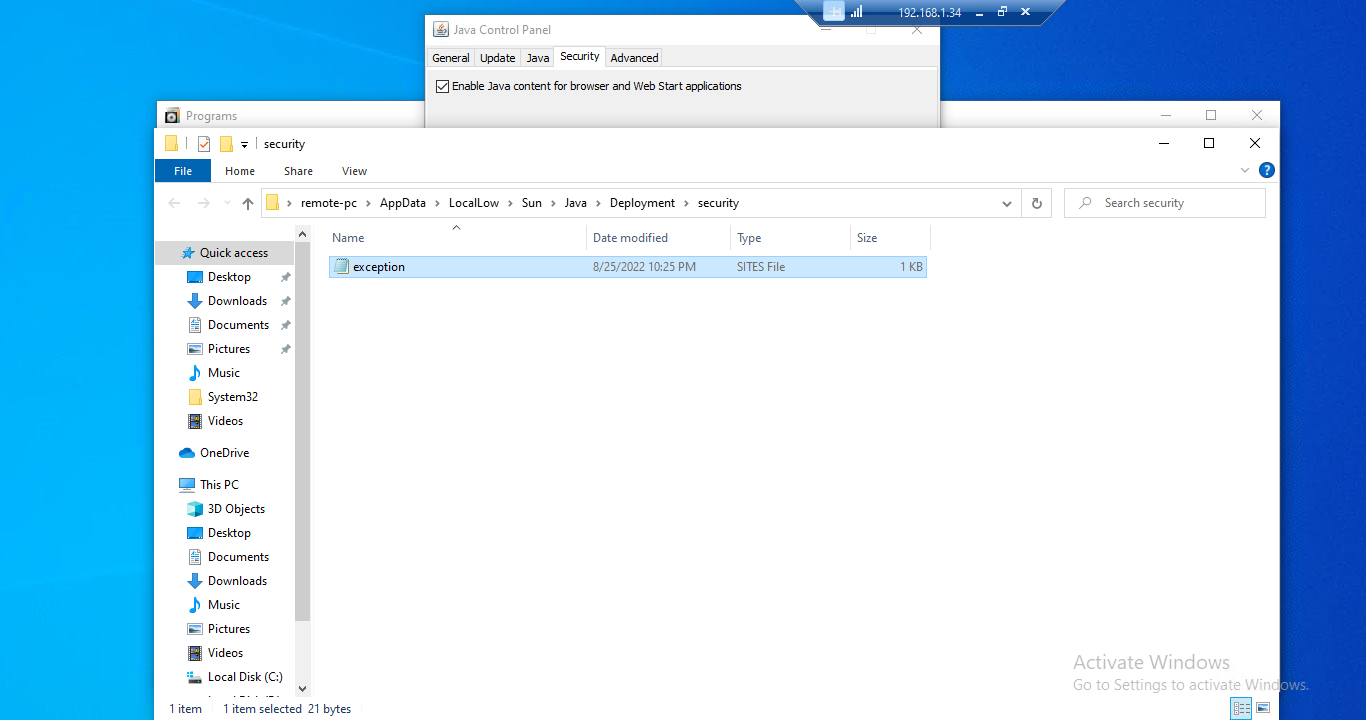 192.168.1.34
Java Control Panel
General Update Java Security Advanced
Enable Java content for browser and Web Start applications
Programs
security
File Home Share View
remote-pc AppData LocalLow Sun Java Deployment security
Search security
Name Date modified Type Size
exception 8/25/2022 10:25 PM SITES File 1 KB
Quick access
Desktop
Downloads
Documents
Pictures
Music
System32
Videos
OneDrive
This PC
3D Objects
Desktop
Documents
Downloads
Music
Pictures
Videos
Local Disk (C:)
Activate Windows
Go to Settings to activate Windows.
1 item 1 item selected 21 bytes